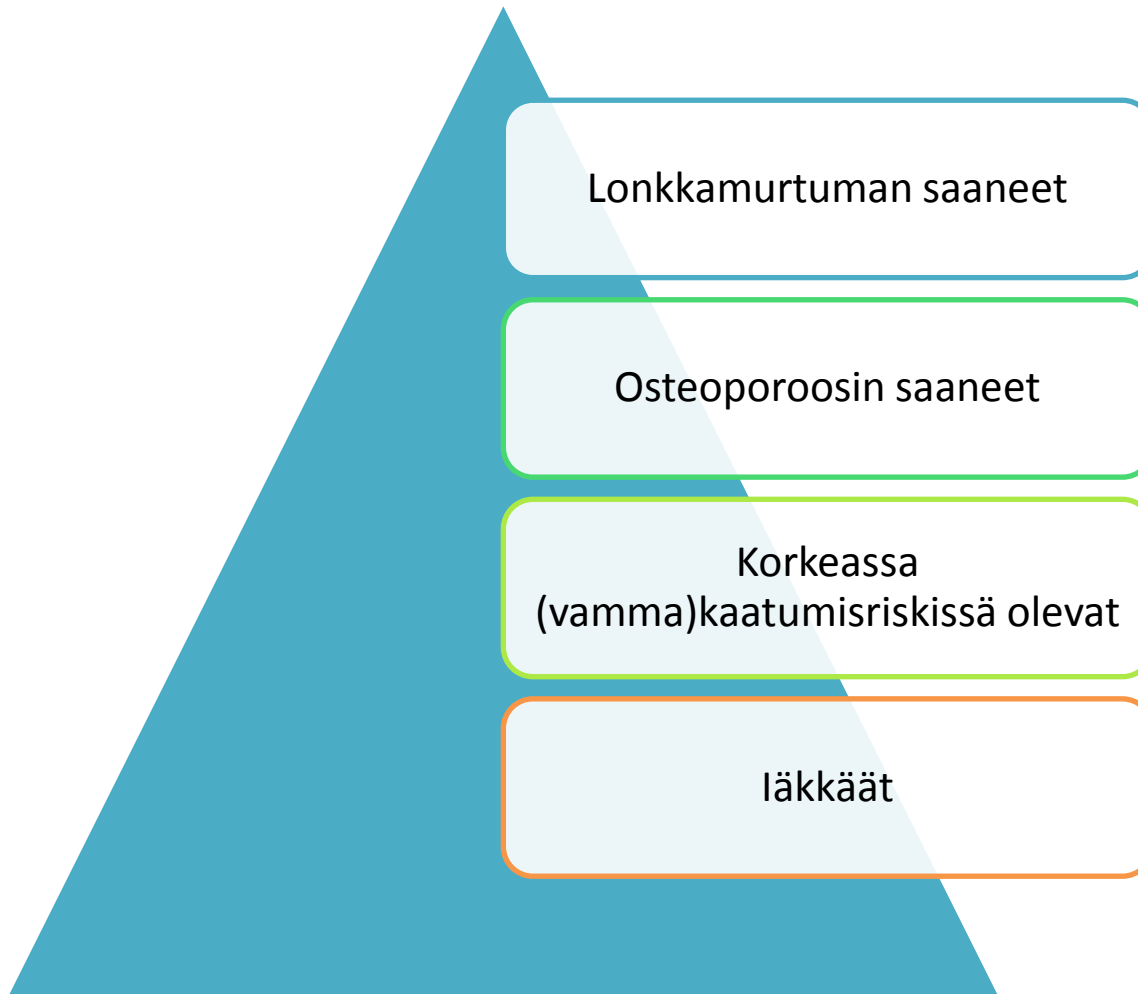 Lonkkamurtuman saaneet
Osteoporoosin saaneet
Korkeassa
(vamma)kaatumisriskissä olevat
Iäkkäät